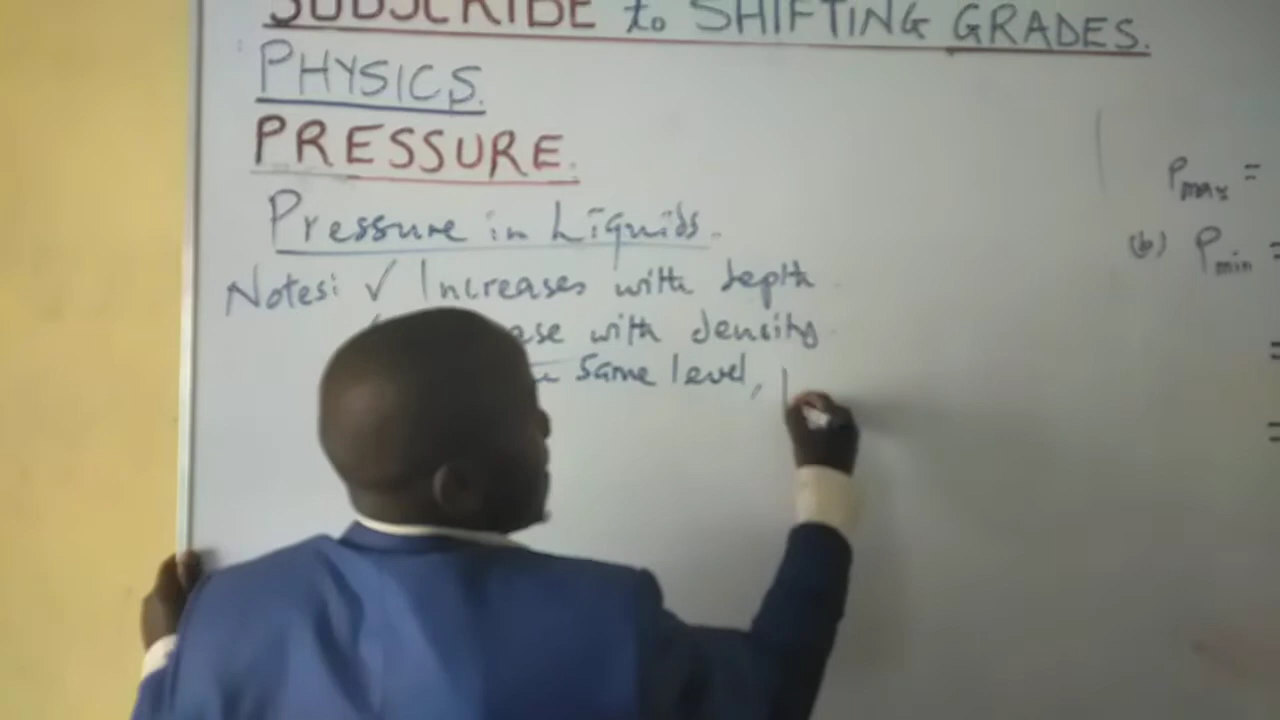 SUBSCRIBE to SHIFTING GRADES.
PHYSICS.
PRESSURE.
Pressure in Liquids.
Notes: ✓ Increases with depth
with density
Same level,
Pmax =
(b) Pmin =
=
=